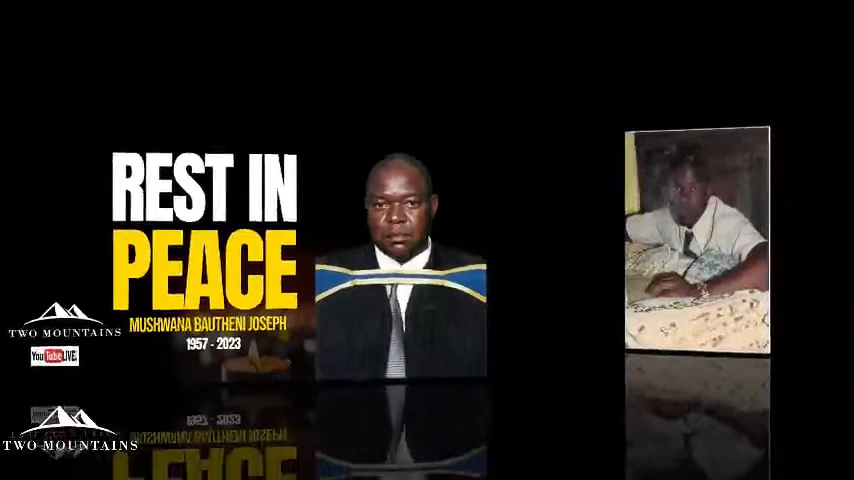 REST IN
PEACE
MUSHWANA BAUTHENI JOSEPH
1957 - 2023
TWO MOUNTAINS
YouTube LIVE
TWO MOUNTAINS